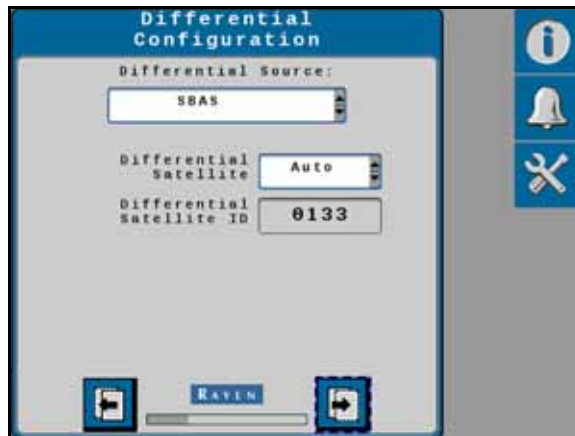 Differential
Configuration
Differential Source:
SBAS
Differential
Satellite
Auto
Differential
Satellite ID
0133
RAVEN